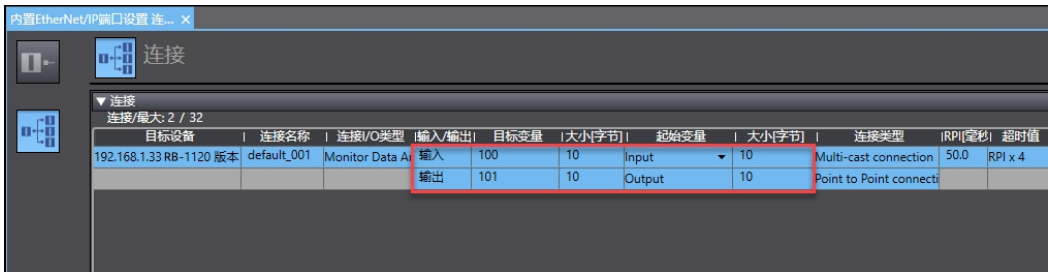 内置EtherNet/IP端口设置 连... ×
连接
▼ 连接
连接/最大: 2 / 32
目标设备 | 连接名称 | 连接I/O类型 | 输入/输出 | 目标变量 | 大小[字节] | 起始变量 | 大小[字节] | 连接类型 | RPI[毫秒] | 超时值
192.168.1.33 RB-1120 版本 default_001 Monitor Data Ar 输入 100 10 Input 10 Multi-cast connection 50.0 RPI x 4
输出 101 10 Output 10 Point to Point connecti